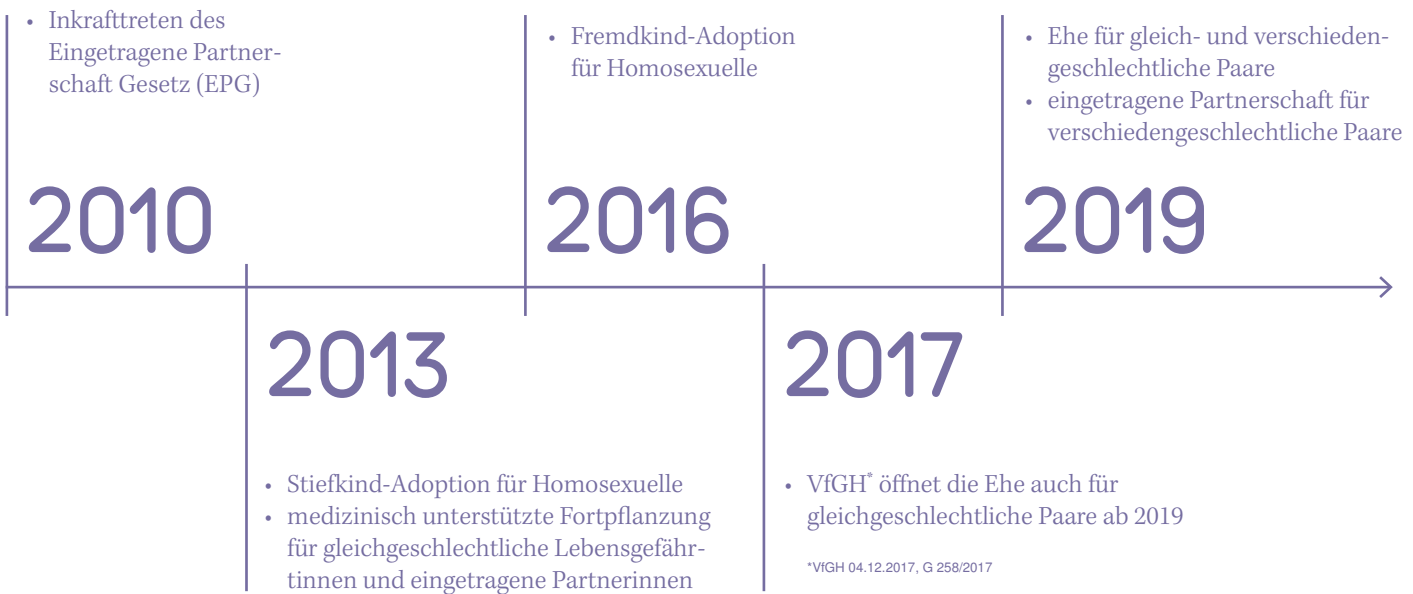 • Inkrafttreten des
Eingetragene Partner-
schaft Gesetz (EPG)
2010
2013
• Stiefkind-Adoption für Homosexuelle
• medizinisch unterstützte Fortpflanzung
für gleichgeschlechtliche Lebensgefähr-
tinnen und eingetragene Partnerinnen
• Fremdkind-Adoption
für Homosexuelle
2016
2017
• VfGH* öffnet die Ehe auch für
gleichgeschlechtliche Paare ab 2019
*VfGH 04.12.2017, G 258/2017
• Ehe für gleich- und verschieden-
geschlechtliche Paare
• eingetragene Partnerschaft für
verschiedengeschlechtliche Paare
2019